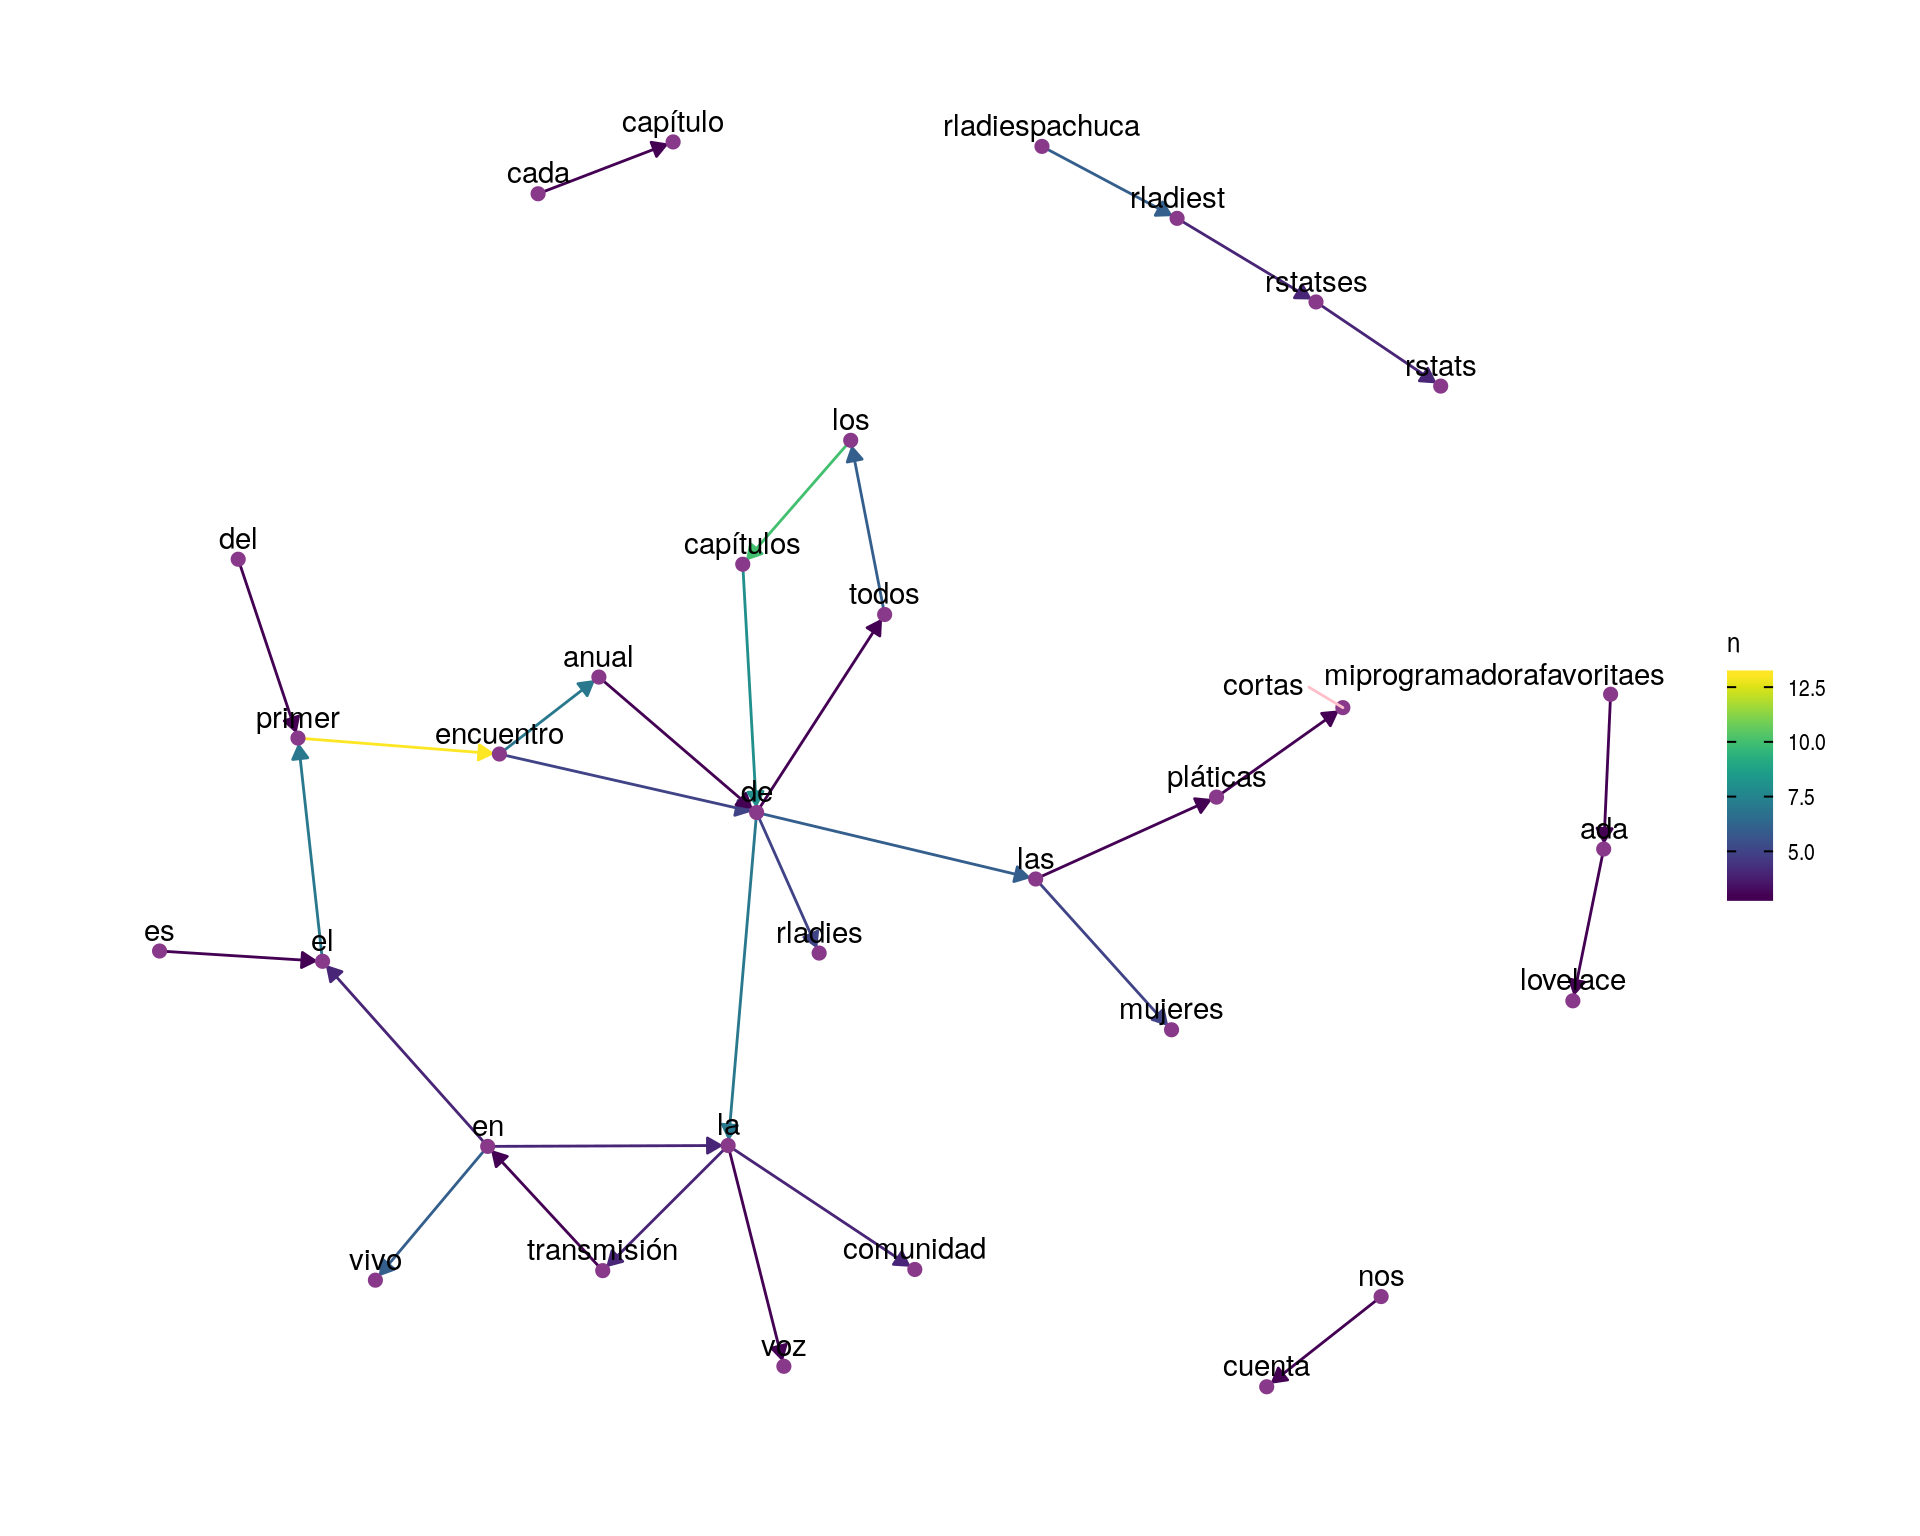 capítulo
rladiespachuca
cada
rladiest
rstatses
rstats
los
del
capítulos
todos
n
anual
miprogramadorafavoritaes
cortas
12.5
primer
encuentro
10.0
pláticas
de
7.5
ada
las
5.0
es
el
rladies
lovelace
mujeres
en
la
vivo
transmisión
comunidad
nos
voz
cuenta